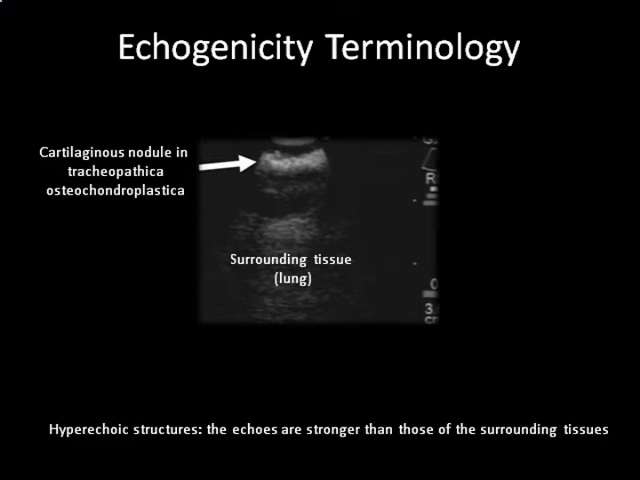 Echogenicity Terminology
Cartilaginous nodule in
tracheopathica
osteochondroplastica
Surrounding tissue
(lung)
Hyperechoic structures: the echoes are stronger than those of the surrounding tissues